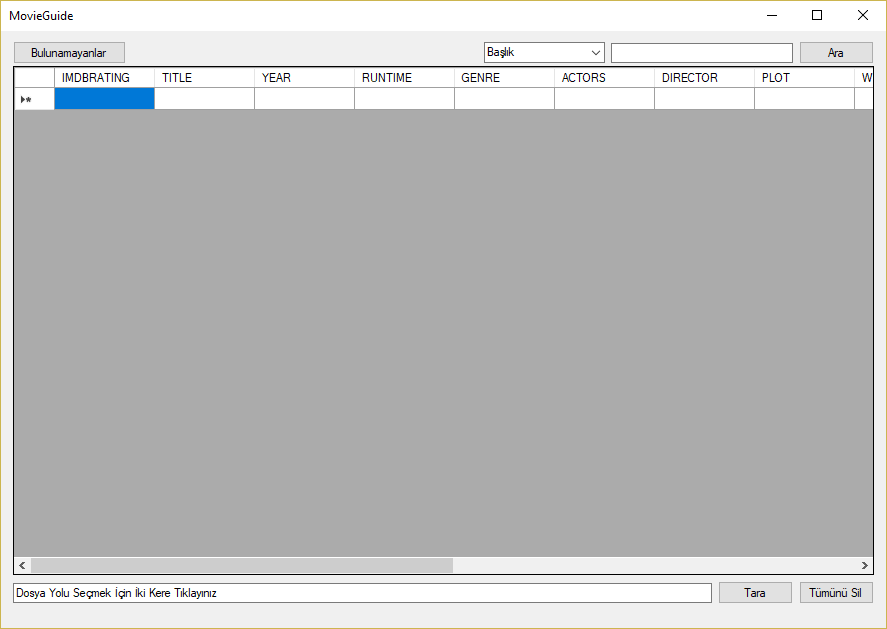 MovieGuide
Bulunamayanlar Başlık Ara
IMDBRATING TITLE YEAR RUNTIME GENRE ACTORS DIRECTOR PLOT W
Dosya Yolu Seçmek İçin İki Kere Tıklayınız Tara Tümünü Sil